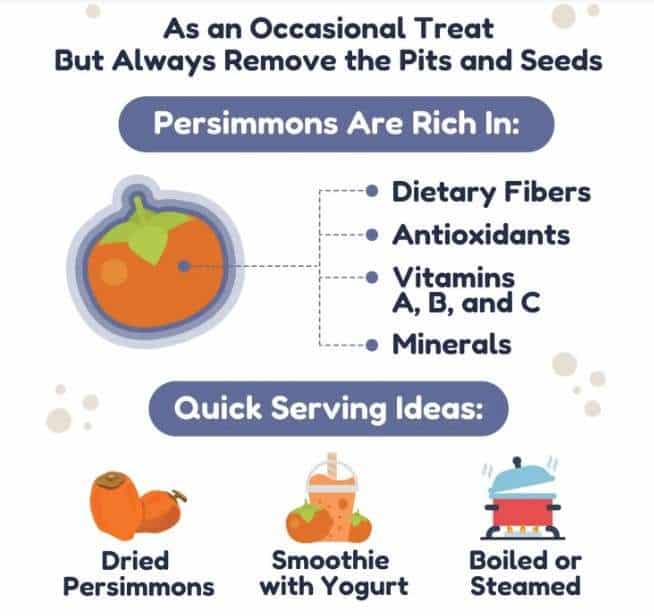 As an Occasional Treat
But Always Remove the Pits and Seeds
Persimmons Are Rich In:
Dietary Fibers
Antioxidants
Vitamins
A, B, and C
Minerals
Quick Serving Ideas:
Dried
Persimmons
Smoothie
with Yogurt
Boiled or
Steamed